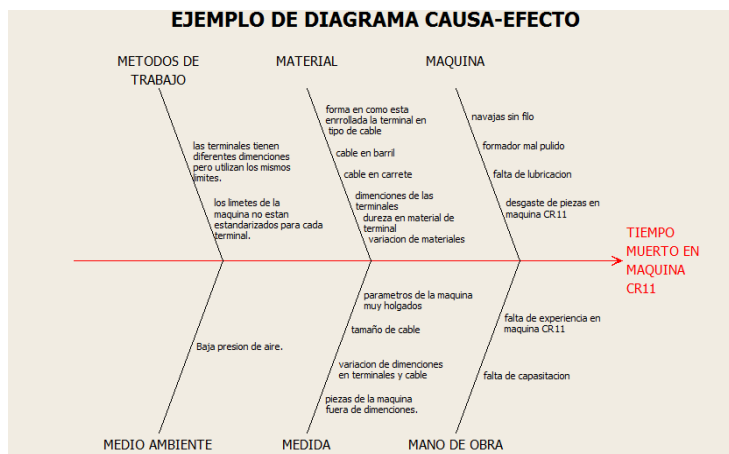 EJEMPLO DE DIAGRAMA CAUSA-EFECTO
METODOS DE
TRABAJO
MATERIAL
MAQUINA
las terminales tienen
diferentes dimenciones
pero utilizan los mismos
limites.
los limetes de la
maquina no estan
estandarizados para cada
terminal.
forma en como esta
enrrollada la terminal en
tipo de cable
cable en barril
cable en carrete
dimenciones de las
terminales
dureza en material de
terminal
variacion de materiales
navajas sin filo
formador mal pulido
falta de lubricacion
desgaste de piezas en
maquina CR11
TIEMPO
MUERTO EN
MAQUINA
CR11
Baja presion de aire.
parametros de la maquina
muy holgados
tamaño de cable
variacion de dimenciones
en terminales y cable
piezas de la maquina
fuera de dimenciones.
falta de experiencia en
maquina CR11
falta de capasitacion
MEDIO AMBIENTE
MEDIDA
MANO DE OBRA